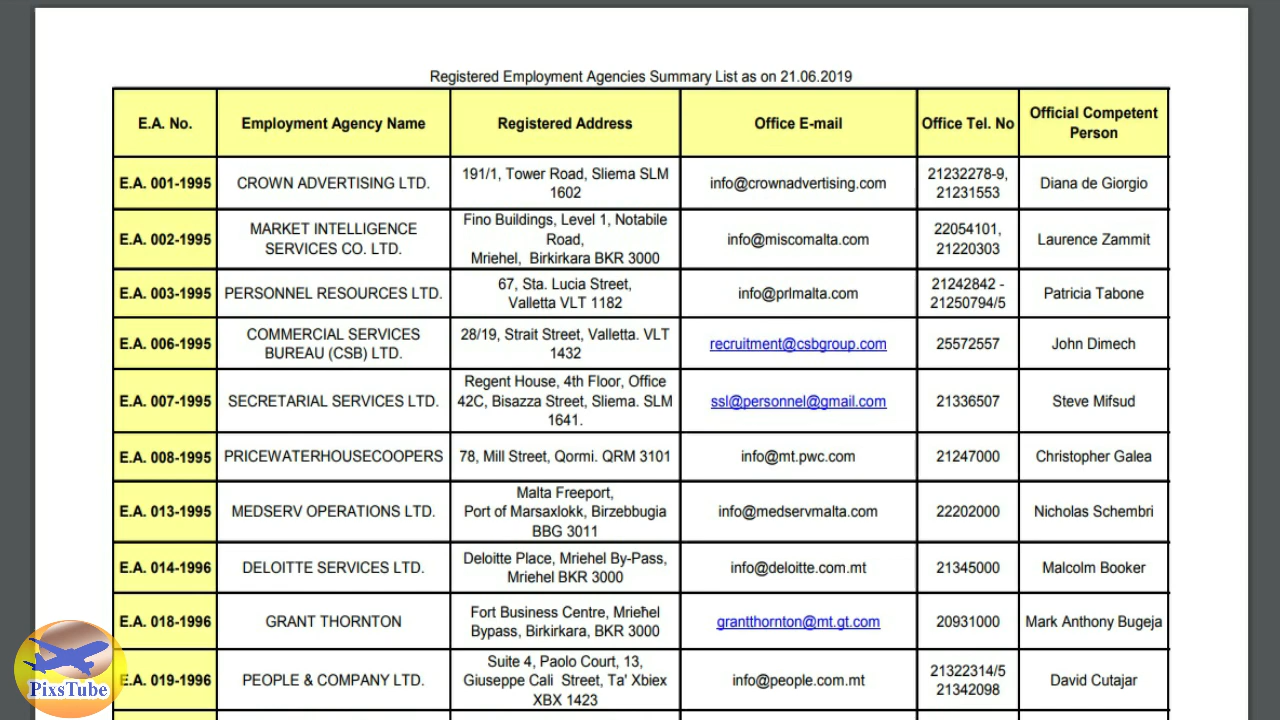 Registered Employment Agencies Summary List as on 21.06.2019
E.A. No.
Employment Agency Name
Registered Address
Office E-mail
Office Tel. No
Official Competent
Person
E.A. 001-1995
CROWN ADVERTISING LTD.
191/1, Tower Road, Sliema SLM
1602
info@crownadvertising.com
21232278-9,
21231553
Diana de Giorgio
E.A. 002-1995
MARKET INTELLIGENCE
SERVICES CO. LTD.
Fino Buildings, Level 1, Notabile
Road,
Mriehel, Birkirkara BKR 3000
info@miscomalta.com
22054101,
21220303
Laurence Zammit
E.A. 003-1995
PERSONNEL RESOURCES LTD.
67, Sta. Lucia Street,
Valletta VLT 1182
info@prlmalta.com
21242842 -
21250794/5
Patricia Tabone
E.A. 006-1995
COMMERCIAL SERVICES
BUREAU (CSB) LTD.
28/19, Strait Street, Valletta. VLT
1432
recruitment@csbgroup.com
25572557
John Dimech
E.A. 007-1995
SECRETARIAL SERVICES LTD.
Regent House, 4th Floor, Office
42C, Bisazza Street, Sliema. SLM
1641.
ssl@personnel@gmail.com
21336507
Steve Mifsud
E.A. 008-1995
PRICEWATERHOUSECOOPERS
78, Mill Street, Qormi. QRM 3101
info@mt.pwc.com
21247000
Christopher Galea
E.A. 013-1995
MEDSERV OPERATIONS LTD.
Malta Freeport,
Port of Marsaxlokk, Birzebbugia
BBG 3011
info@medservmalta.com
22202000
Nicholas Schembri
E.A. 014-1996
DELOITTE SERVICES LTD.
Deloitte Place, Mriehel By-Pass,
Mriehel BKR 3000
info@deloitte.com.mt
21345000
Malcolm Booker
E.A. 018-1996
GRANT THORNTON
Fort Business Centre, Mrieħel
Bypass, Birkirkara, BKR 3000
grantthornton@mt.gt.com
20931000
Mark Anthony Bugeja
E.A. 019-1996
PEOPLE & COMPANY LTD.
Suite 4, Paolo Court, 13,
Giuseppe Cali Street, Ta' Xbiex
XBX 1423
info@people.com.mt
21322314/5
21342098
David Cutajar
PixsTube